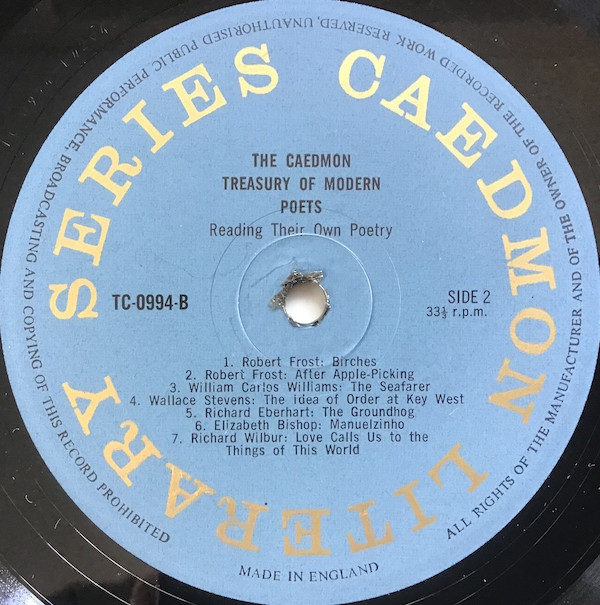 CAEDMON LITERARY SERIES
ALL RIGHTS OF THE MANUFACTURER AND OF THE OWNER OF THE RECORDED WORK RESERVED, UNAUTHORISED PUBLIC PERFORMANCE, BROADCASTING AND COPYING OF THIS RECORD PROHIBITED
THE CAEDMON
TREASURY OF MODERN
POETS
Reading Their Own Poetry
TC-0994-B
SIDE 2
33⅓ r.p.m.
1. Robert Frost: Birches
2. Robert Frost: After Apple-Picking
3. William Carlos Williams: The Seafarer
4. Wallace Stevens: The idea of Order at Key West
5. Richard Eberhart: The Groundhog
6. Elizabeth Bishop: Manuelzinho
7. Richard Wilbur: Love Calls Us to the
Things of This World
MADE IN ENGLAND